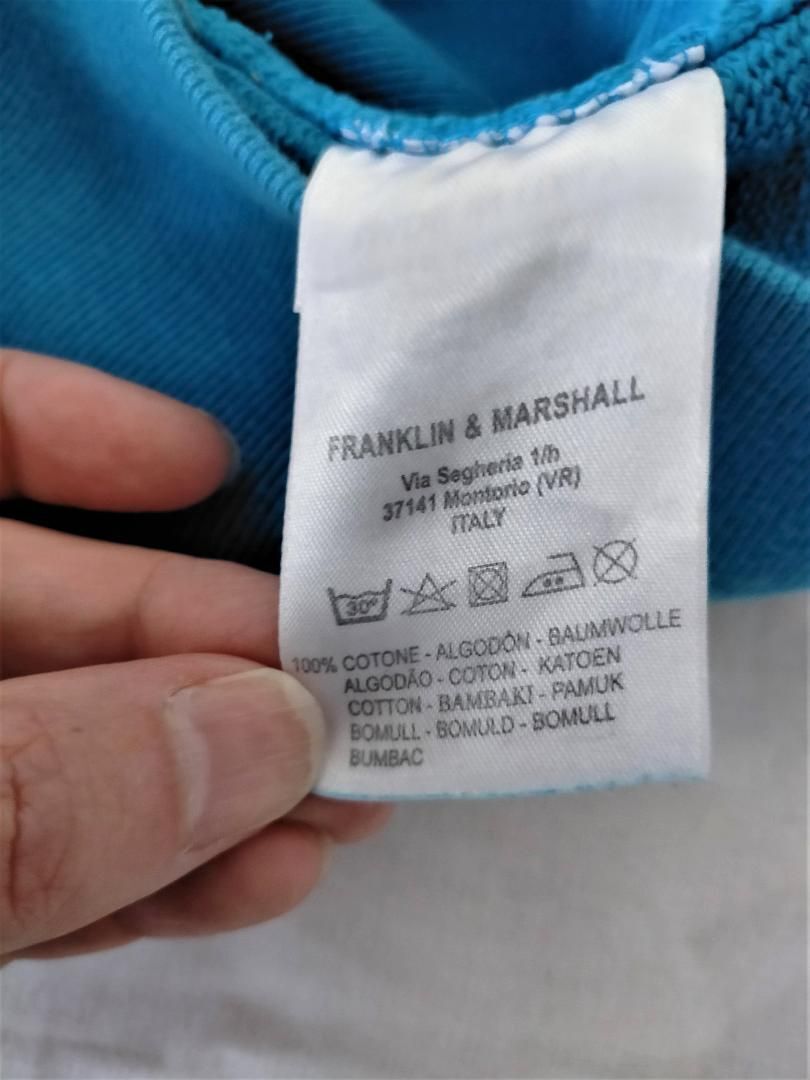 FRANKLIN & MARSHALL
Via Segheria 1/h
37141 Montorio (VR)
ITALY
30°
100% COTONE - ALGODÓN - BAUMWOLLE
ALGODÃO - COTON - KATOEN
COTTON - ΒΑΜΒΑΚΙ - PAMUK
BOMULL - BOMULD - BOMULL
BUMBAC